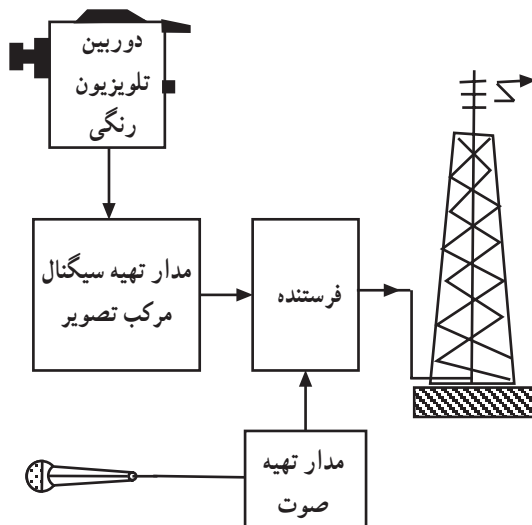 دوربین
تلویزیون
رنگی
مدار تهیه سیگنال
مرکب تصویر
فرستنده
مدار تهیه
صوت